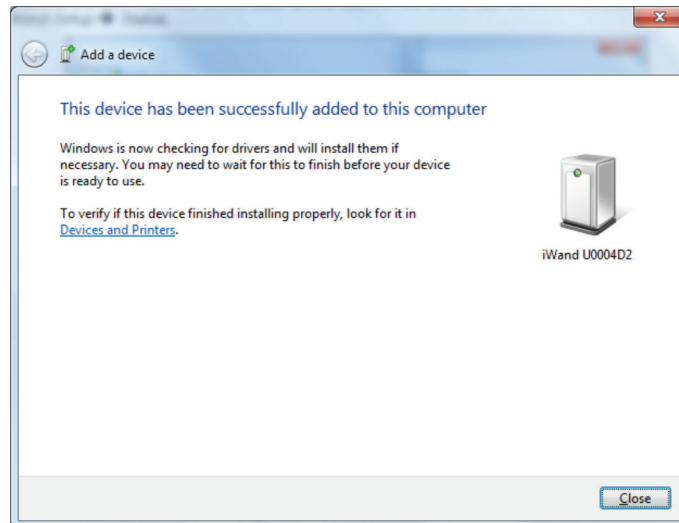 Add a device
This device has been successfully added to this computer
Windows is now checking for drivers and will install them if
necessary. You may need to wait for this to finish before your device
is ready to use.
To verify if this device finished installing properly, look for it in
Devices and Printers.
iWand U0004D2
Close